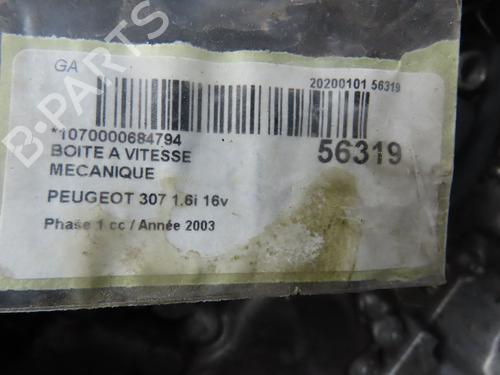 GA
20200101 56319
*1070000684794
56319
BOITE A VITESSE
MECANIQUE
PEUGEOT 307 1.6i 16v
Phase 1 cc / Année 2003
B-PARTS